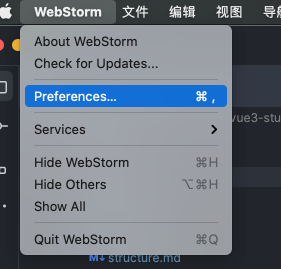 WebStorm 文件 编辑 视图 导航
About WebStorm
Check for Updates...
Preferences... ⌘ ,
vue3-stu
Services
Hide WebStorm ⌘H
Hide Others ⌥⌘H
Show All
Quit WebStorm ⌘Q
M↓ structure.md